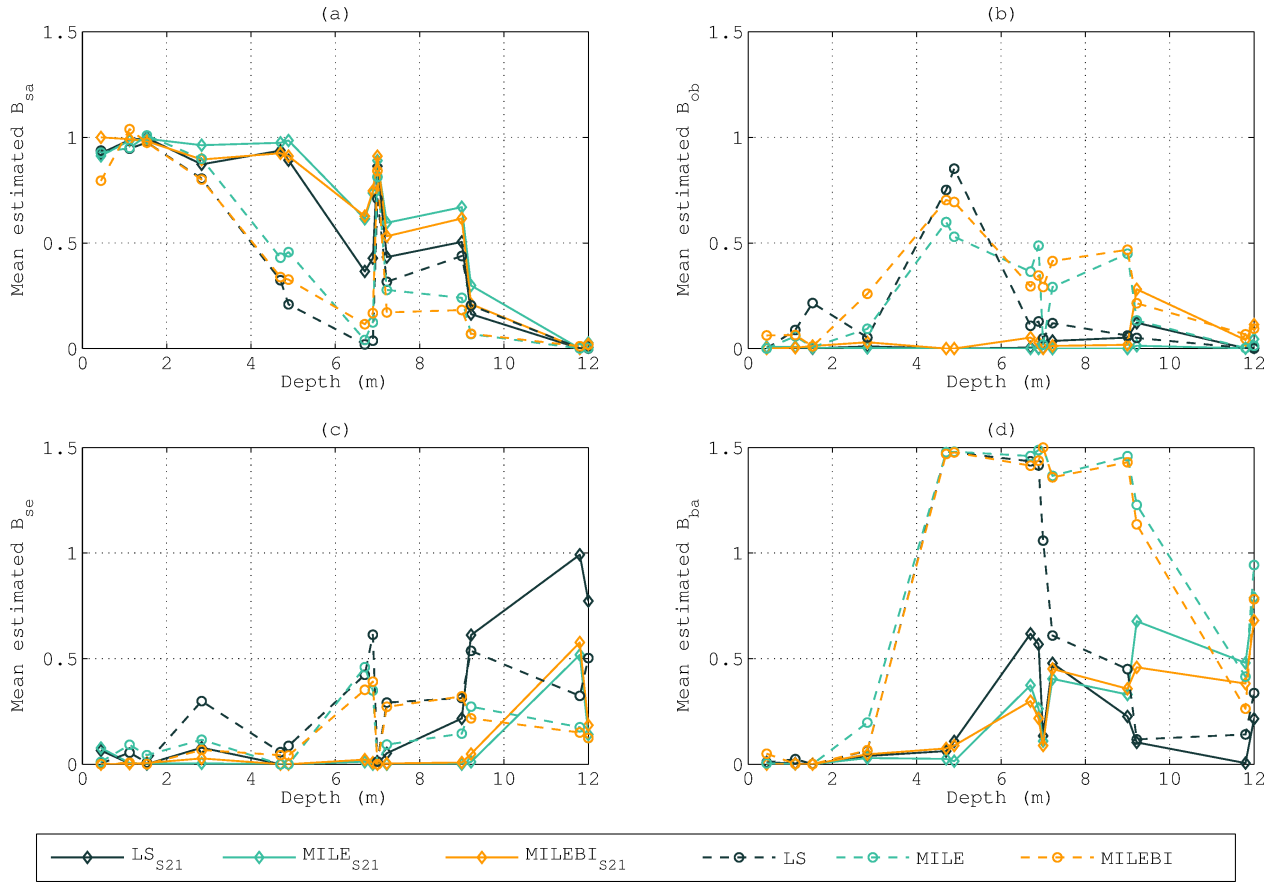 (a)
1.5
1
0.5
0
0 2 4 6 8 10 12
Depth (m)
Mean estimated B_sa
(b)
1.5
1
0.5
0
0 2 4 6 8 10 12
Depth (m)
Mean estimated B_ob
(c)
1.5
1
0.5
0
0 2 4 6 8 10 12
Depth (m)
Mean estimated B_se
(d)
1.5
1
0.5
0
0 2 4 6 8 10 12
Depth (m)
Mean estimated B_ba
LS_S21 MILE_S21 MILEBI_S21 LS MILE MILEBI